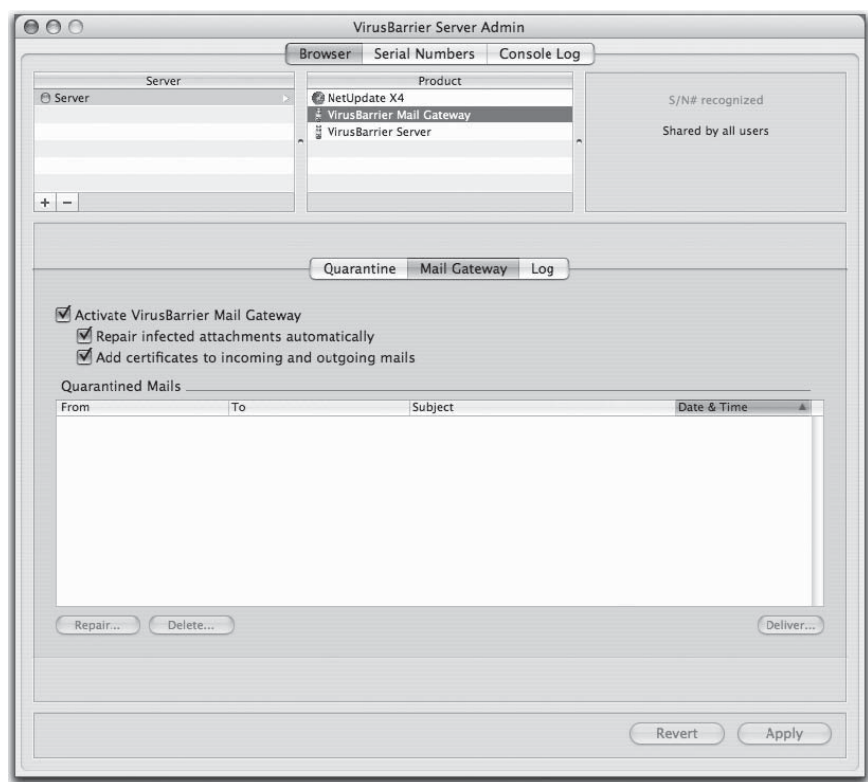 VirusBarrier Server Admin
Browser Serial Numbers Console Log
Server Product
Server NetUpdate X4 S/N# recognized
VirusBarrier Mail Gateway
VirusBarrier Server Shared by all users
+ -
Quarantine Mail Gateway Log
Activate VirusBarrier Mail Gateway
Repair infected attachments automatically
Add certificates to incoming and outgoing mails
Quarantined Mails
From To Subject Date & Time
Repair... Delete... Deliver...
Revert Apply